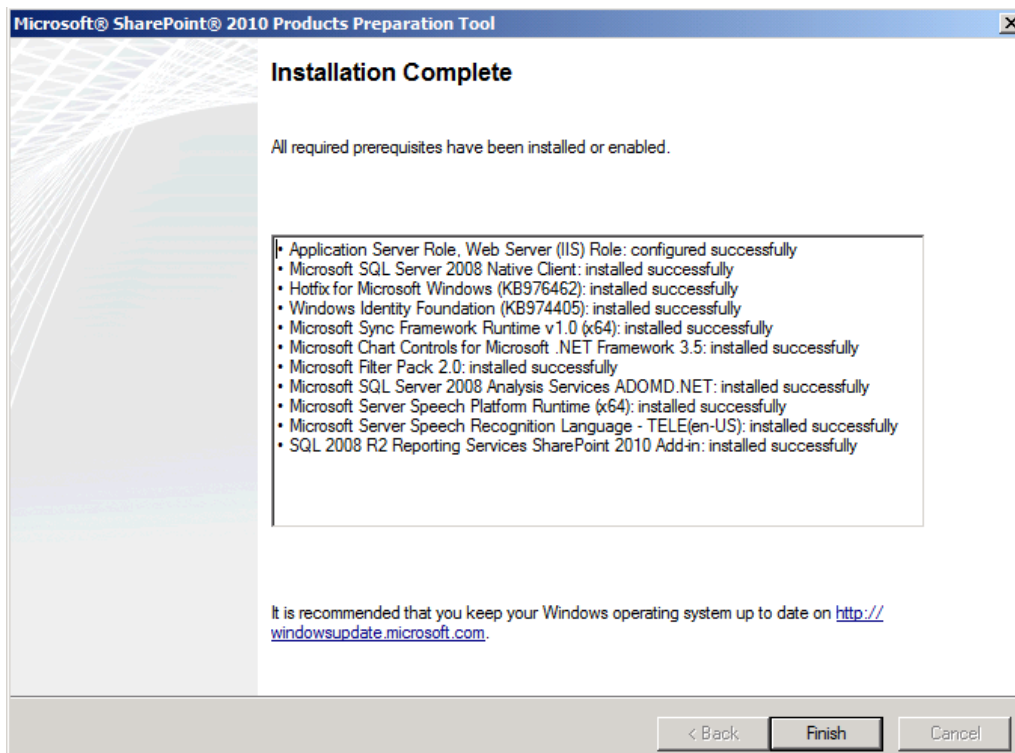 Microsoft® SharePoint® 2010 Products Preparation Tool
Installation Complete
All required prerequisites have been installed or enabled.
• Application Server Role, Web Server (IIS) Role: configured successfully
• Microsoft SQL Server 2008 Native Client: installed successfully
• Hotfix for Microsoft Windows (KB976462): installed successfully
• Windows Identity Foundation (KB974405): installed successfully
• Microsoft Sync Framework Runtime v1.0 (x64): installed successfully
• Microsoft Chart Controls for Microsoft .NET Framework 3.5: installed successfully
• Microsoft Filter Pack 2.0: installed successfully
• Microsoft SQL Server 2008 Analysis Services ADOMD.NET: installed successfully
• Microsoft Server Speech Platform Runtime (x64): installed successfully
• Microsoft Server Speech Recognition Language - TELE(en-US): installed successfully
• SQL 2008 R2 Reporting Services SharePoint 2010 Add-in: installed successfully
It is recommended that you keep your Windows operating system up to date on http://
windowsupdate.microsoft.com.
< Back Finish Cancel